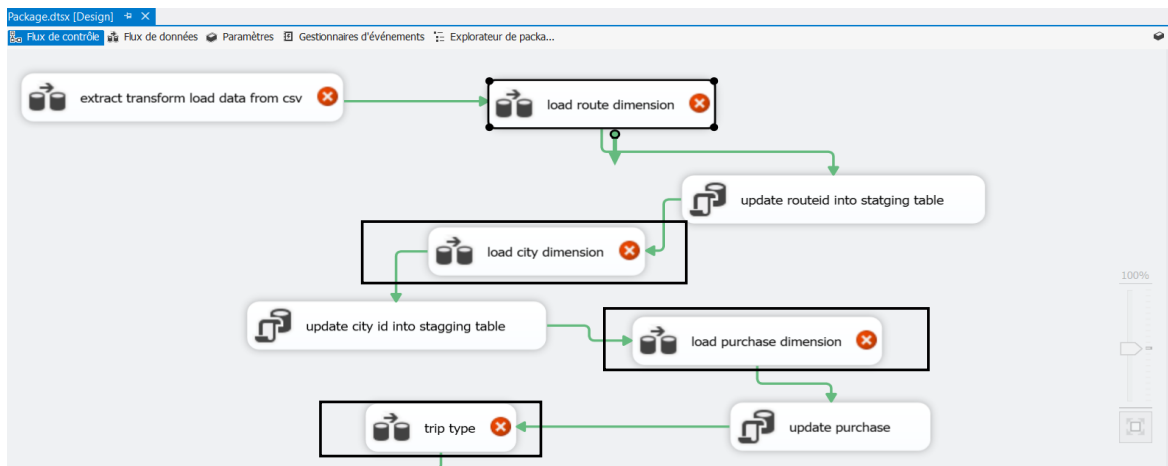 Package.dtsx [Design]
Flux de contrôle Flux de données Paramètres Gestionnaires d'événements Explorateur de packa...
extract transform load data from csv
load route dimension
update routeid into statging table
load city dimension
100%
update city id into stagging table
load purchase dimension
trip type
update purchase